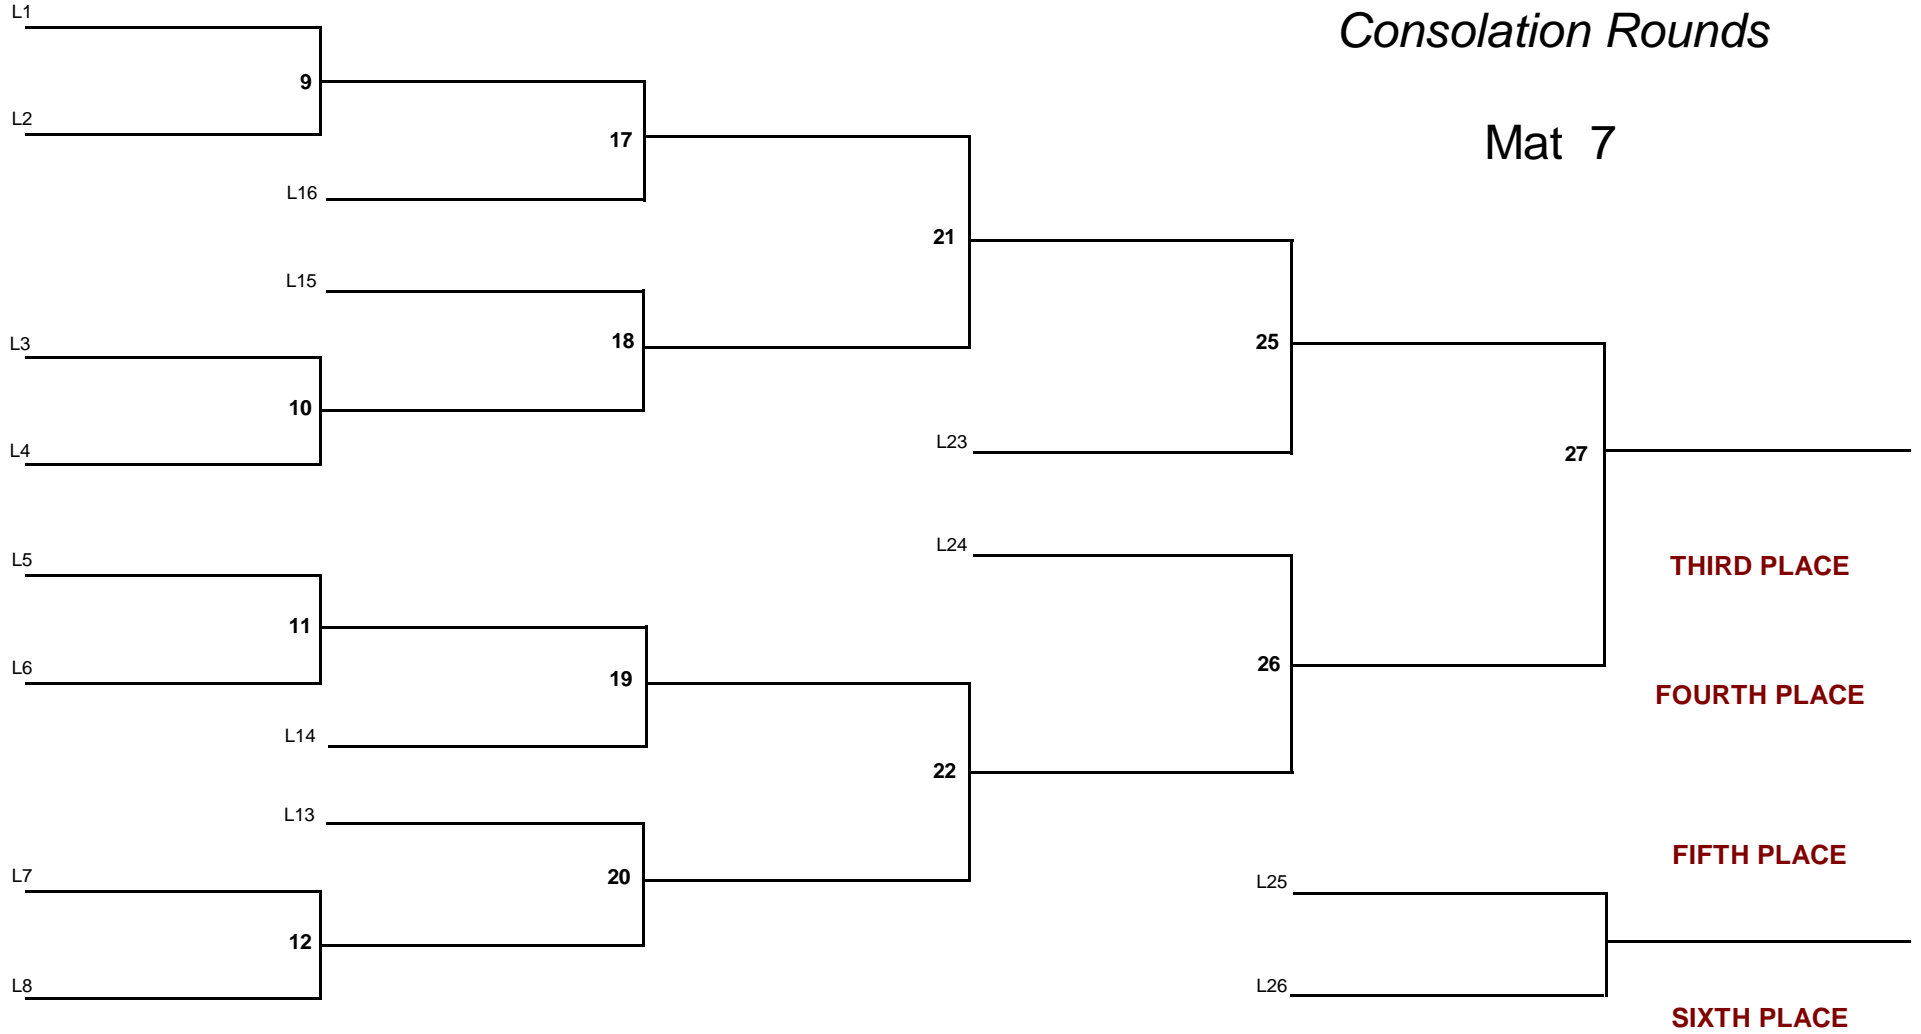 L1
Consolation Rounds
9
L2
Mat 7
17
L16
21
L15
L3
18
25
10
L4
L23
27
L24
L5
THIRD PLACE
11
L6
19
26
FOURTH PLACE
L14
22
L13
FIFTH PLACE
L7
20
L25
12
L8
L26
SIXTH PLACE